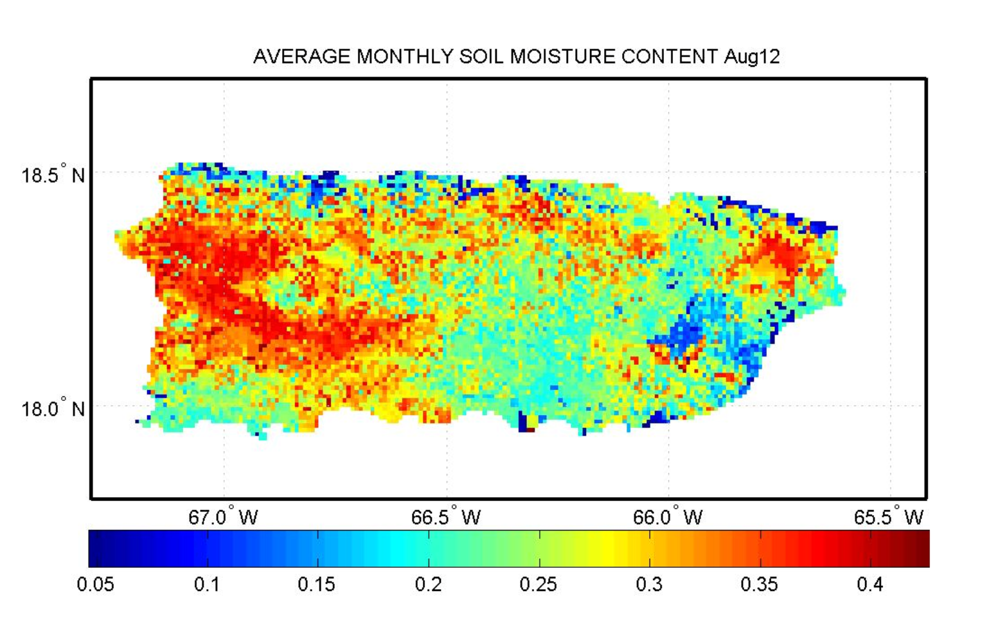 AVERAGE MONTHLY SOIL MOISTURE CONTENT Aug12
18.5° N
18.0° N
67.0° W 66.5° W 66.0° W 65.5° W
0.05 0.1 0.15 0.2 0.25 0.3 0.35 0.4